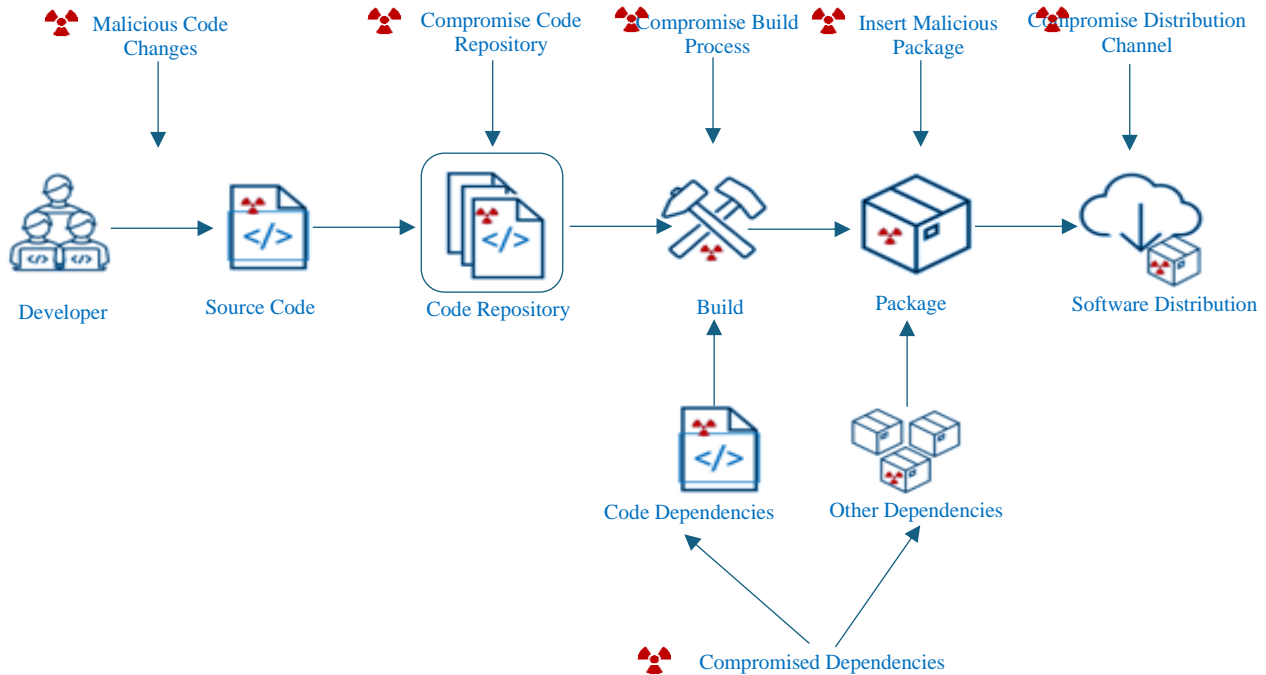 Malicious Code
Changes
Compromise Code
Repository
Compromise Build
Process
Insert Malicious
Package
Compromise Distribution
Channel
</>
</>
</>
</>
Developer
Source Code
Code Repository
Build
Package
Software Distribution
</>
Code Dependencies
Other Dependencies
Compromised Dependencies